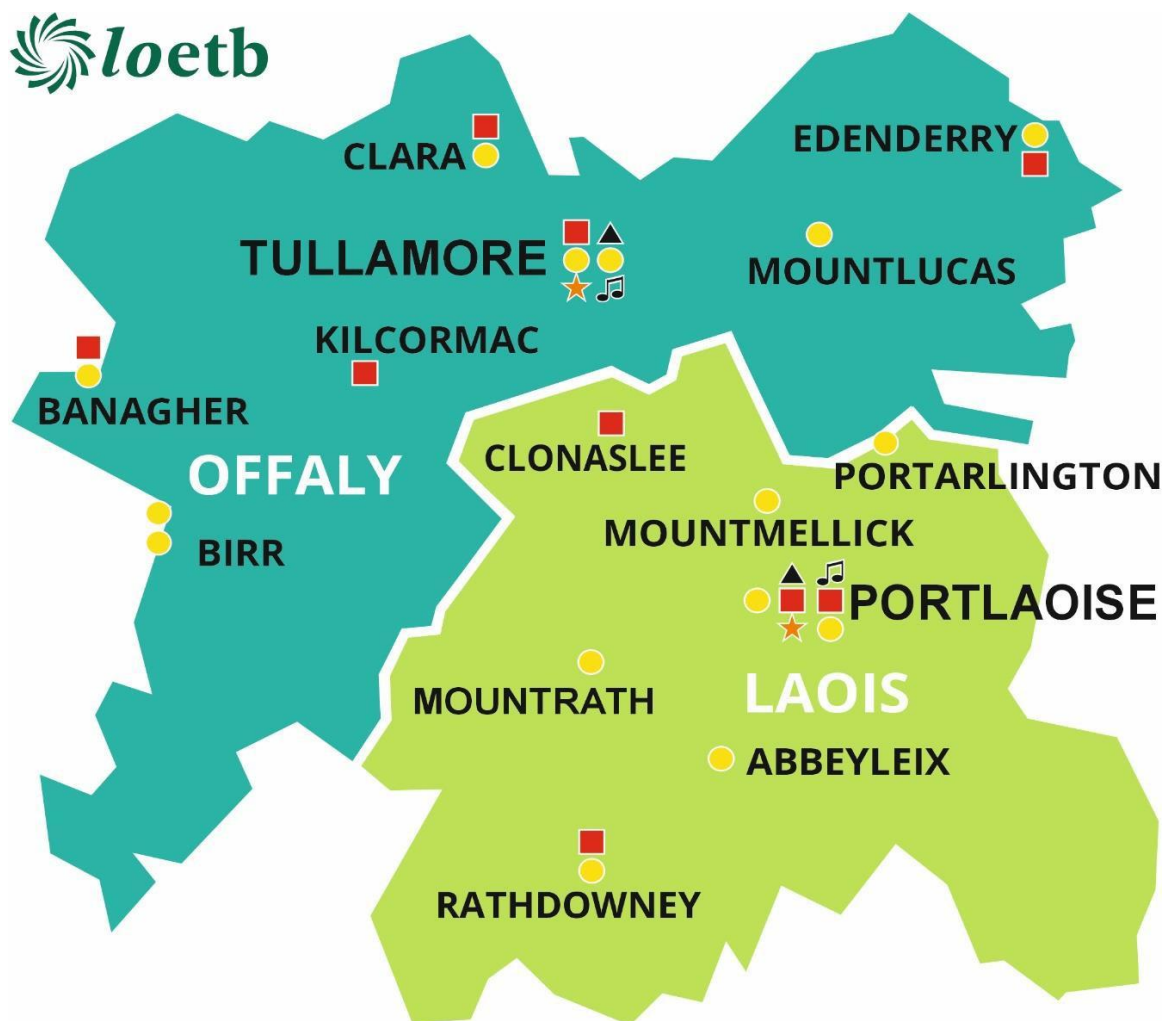 loetb
CLARA
EDENDERRY
TULLAMORE
MOUNTLUCAS
KILCORMAC
BANAGHER
CLONASLEE
OFFALY
PORTARLINGTON
MOUNTMELLICK
BIRR
PORTLAOISE
MOUNTRATH
LAOIS
ABBEYLEIX
RATHDOWNEY